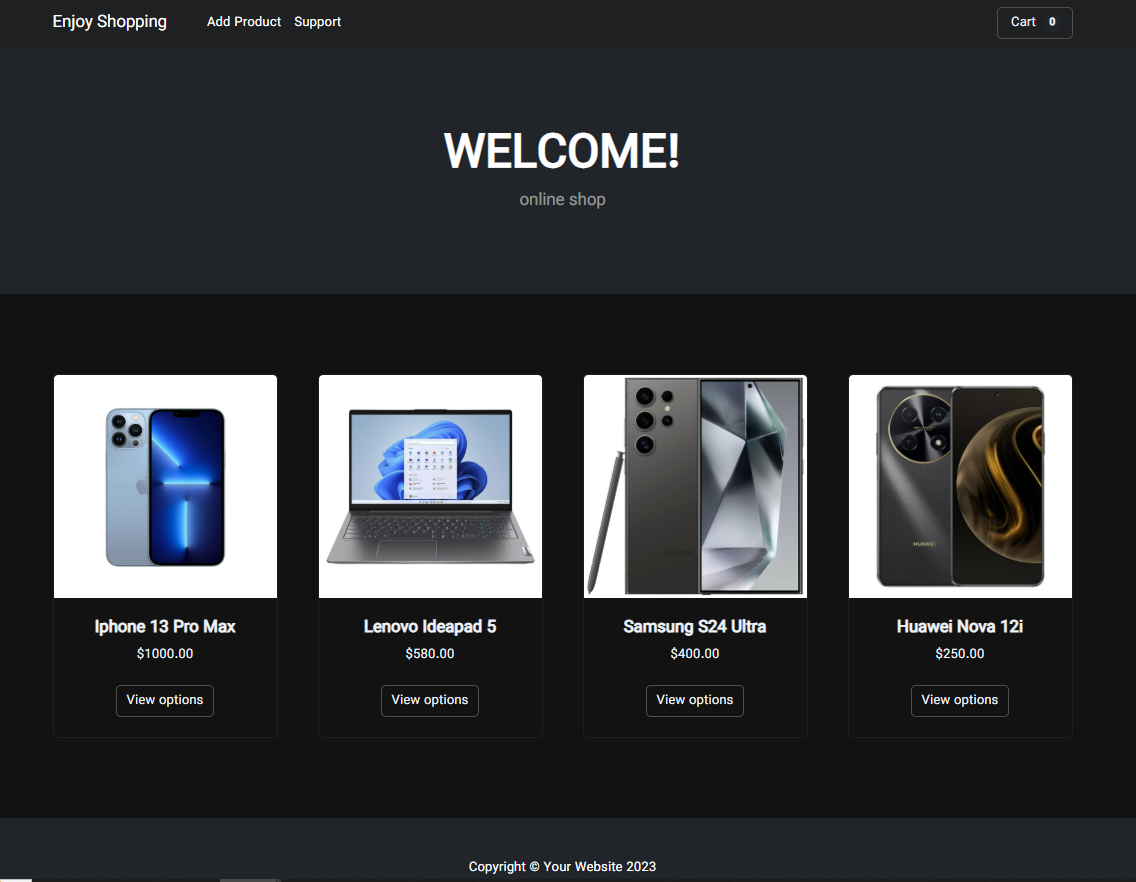 Enjoy Shopping Add Product Support Cart 0
WELCOME!
online shop
HUAWEI
Iphone 13 Pro Max Lenovo Ideapad 5 Samsung S24 Ultra Huawei Nova 12i
$1000.00 $580.00 $400.00 $250.00
View options View options View options View options
Copyright © Your Website 2023